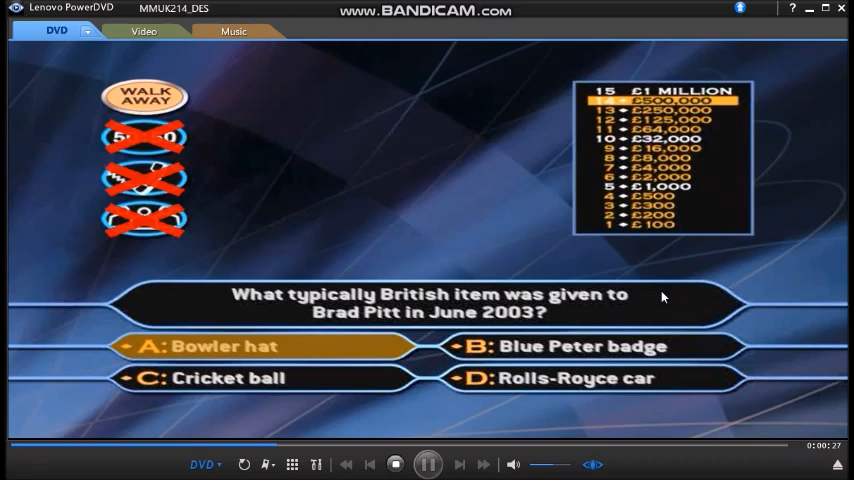 Lenovo PowerDVD
MMUK214_DES
www.BANDICAM.com
DVD
Video
Music
WALK AWAY
15 £1 MILLION
14 £500,000
13 £250,000
12 £125,000
11 £64,000
10 £32,000
9 £16,000
8 £8,000
7 £4,000
6 £2,000
5 £1,000
4 £500
3 £300
2 £200
1 £100
What typically British item was given to
Brad Pitt in June 2003?
A: Bowler hat
B: Blue Peter badge
C: Cricket ball
D: Rolls-Royce car
0:00:27
DVD